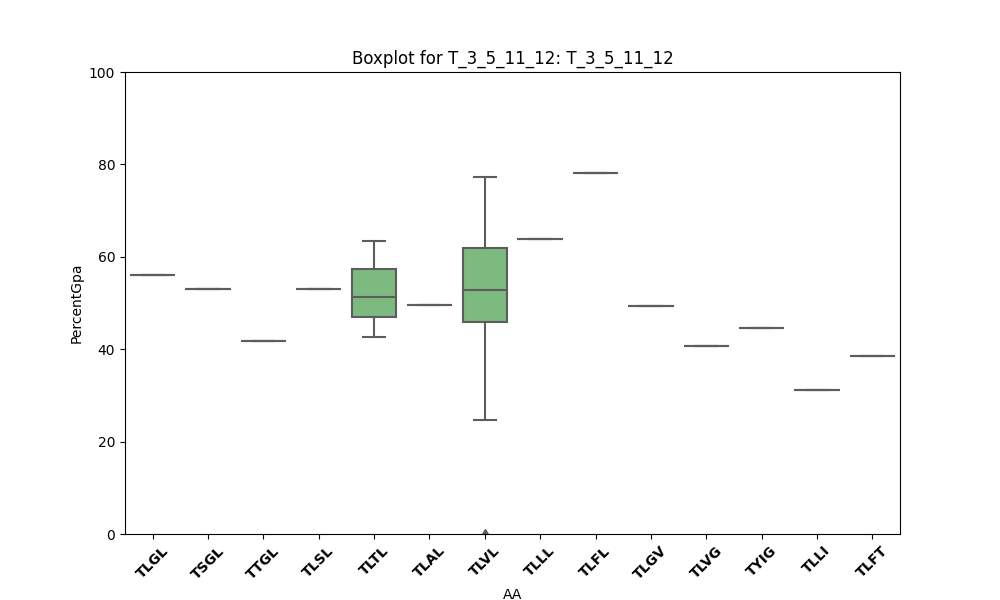 Boxplot for T_3_5_11_12: T_3_5_11_12
100
80
60
40
20
0
PercentGpa
TLGL TSGL TTGL TLSL TLTL TLAL TLVL TLLL TLFL TLGV TLVG TYIG TLLI TLFT
AA